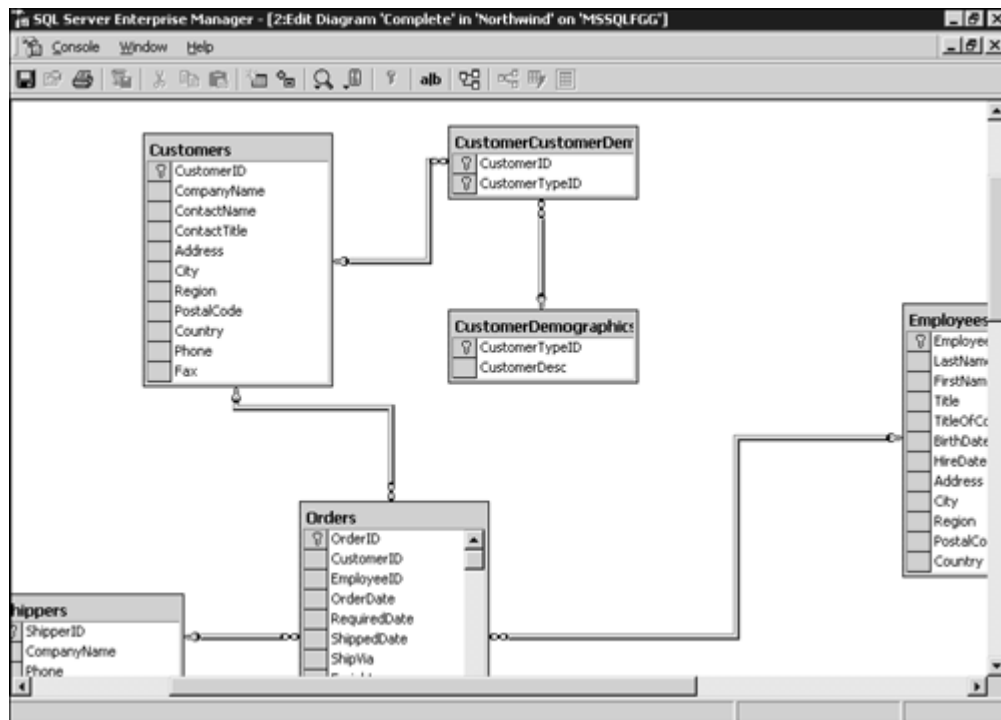 SQL Server Enterprise Manager - [2:Edit Diagram 'Complete' in 'Northwind' on 'MSSQLFGG']
Console Window Help
Customers
CustomerID
CompanyName
ContactName
ContactTitle
Address
City
Region
PostalCode
Country
Phone
Fax
CustomerCustomerDem
CustomerID
CustomerTypeID
CustomerDemographics
CustomerTypeID
CustomerDesc
Employees
Employee
LastName
FirstNam
Title
TitleOfCo
BirthDate
HireDate
Address
City
Region
PostalCo
Country
Orders
OrderID
CustomerID
EmployeeID
OrderDate
RequiredDate
ShippedDate
ShipVia
hippers
ShipperID
CompanyName
Phone